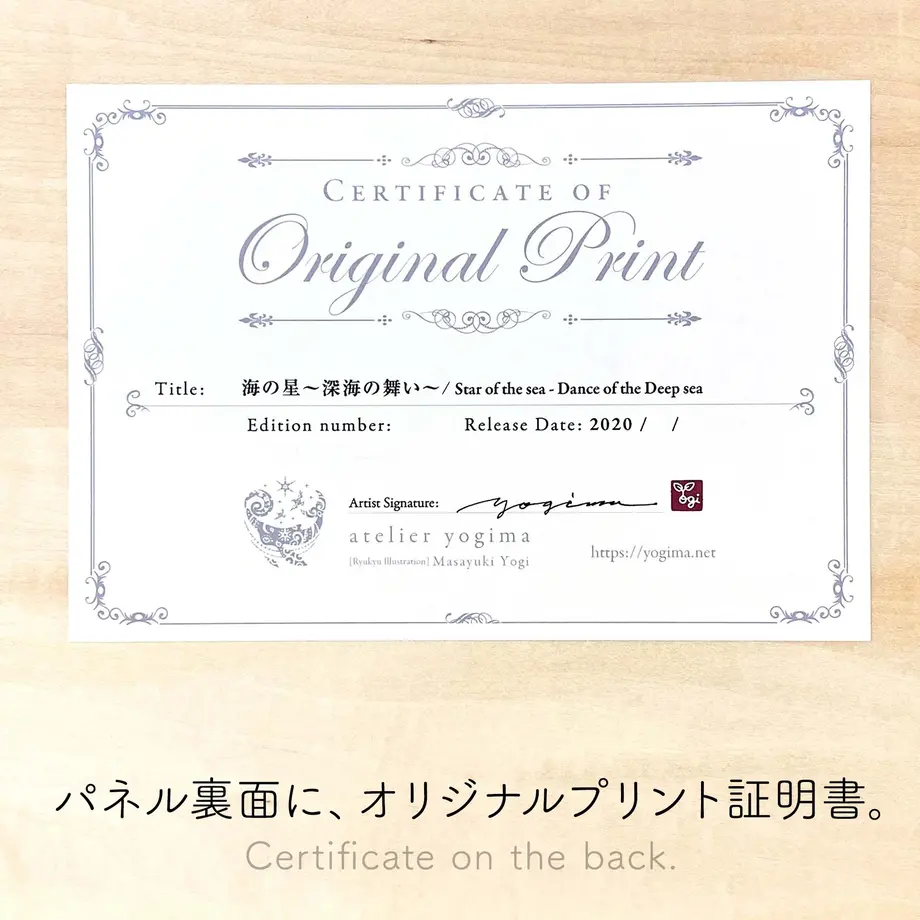 CERTIFICATE OF
Original Print
Title: 海の星～深海の舞い～/ Star of the sea - Dance of the Deep sea
Edition number: Release Date: 2020 / /
Artist Signature: yogima
ogi
atelier yogima
[Ryukyu Illustration] Masayuki Yogi
https://yogima.net
パネル裏面に、オリジナルプリント証明書。
Certificate on the back.